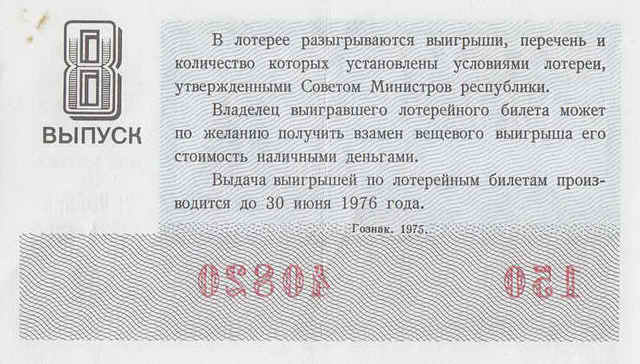 8
ВЫПУСК
В лотерее разыгрываются выигрыши, перечень и
количество которых установлены условиями лотереи,
утвержденными Советом Министров республики.
Владелец выигравшего лотерейного билета может
по желанию получить взамен вещевого выигрыша его
стоимость наличными деньгами.
Выдача выигрышей по лотерейным билетам произ-
водится до 30 июня 1976 года.
Гознак. 1975.
40820 150